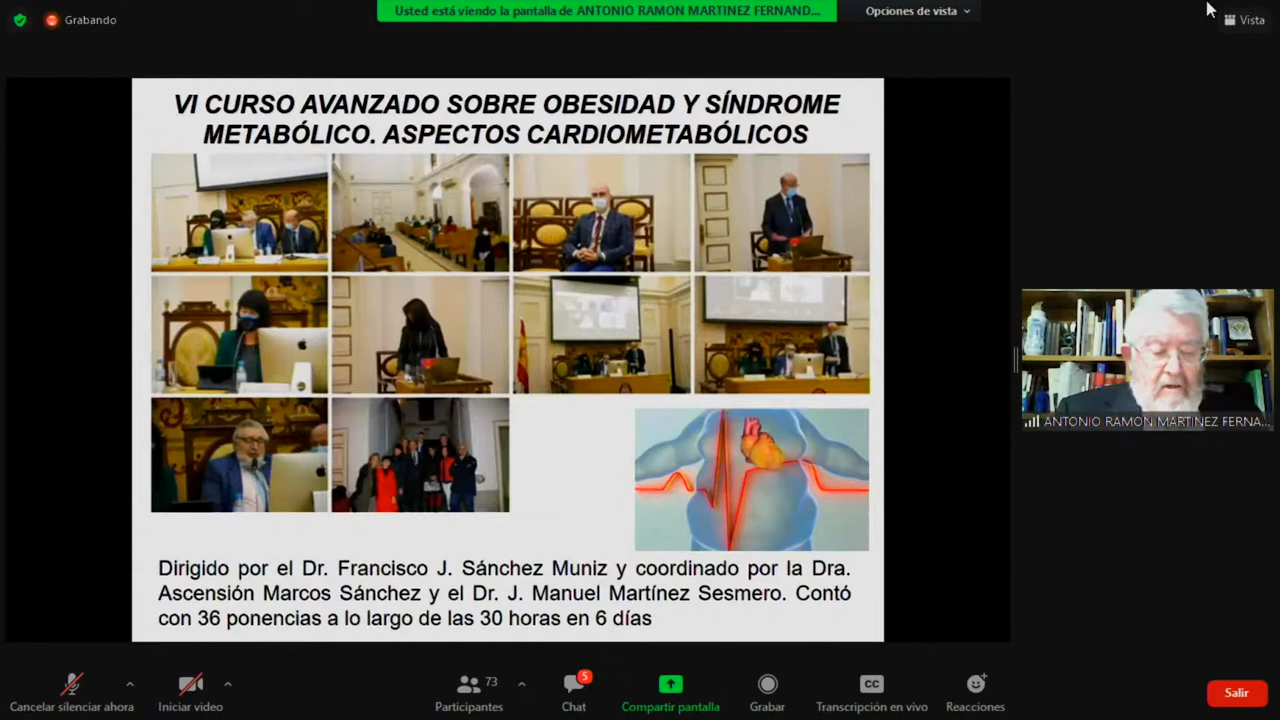 Grabando
Usted está viendo la pantalla de ANTONIO RAMON MARTINEZ FERNAND...
Opciones de vista
Vista
VI CURSO AVANZADO SOBRE OBESIDAD Y SÍNDROME
METABÓLICO. ASPECTOS CARDIOMETABÓLICOS
ANTONIO RAMON MARTINEZ FERNA...
Dirigido por el Dr. Francisco J. Sánchez Muniz y coordinado por la Dra.
Ascensión Marcos Sánchez y el Dr. J. Manuel Martínez Sesmero. Contó
con 36 ponencias a lo largo de las 30 horas en 6 días
Cancelar silenciar ahora
Iniciar video
73
Participantes
5
Chat
Compartir pantalla
Grabar
CC
Transcripción en vivo
Reacciones
Salir